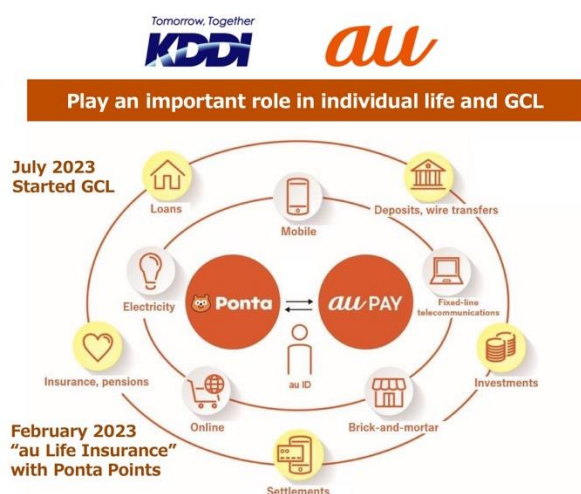 Tomorrow, Together
KDDI
au
Play an important role in individual life and GCL
July 2023
Started GCL
Loans
Deposits, wire transfers
Mobile
Electricity
Ponta
au PAY
Fixed-line
telecommunications
au ID
Insurance, pensions
Investments
Online
Brick-and-mortar
February 2023
“au Life Insurance”
with Ponta Points
Settlements